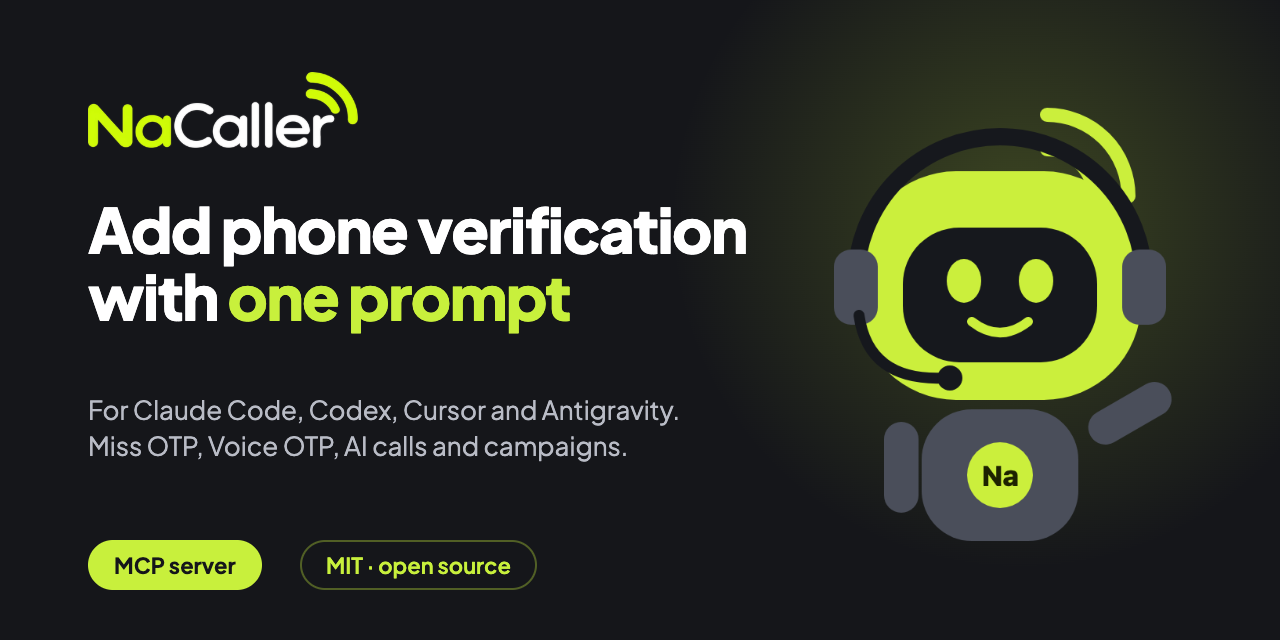 NaCaller
Add phone verification
with one prompt
For Claude Code, Codex, Cursor and Antigravity.
Miss OTP, Voice OTP, AI calls and campaigns.
MCP server
MIT · open source
Na